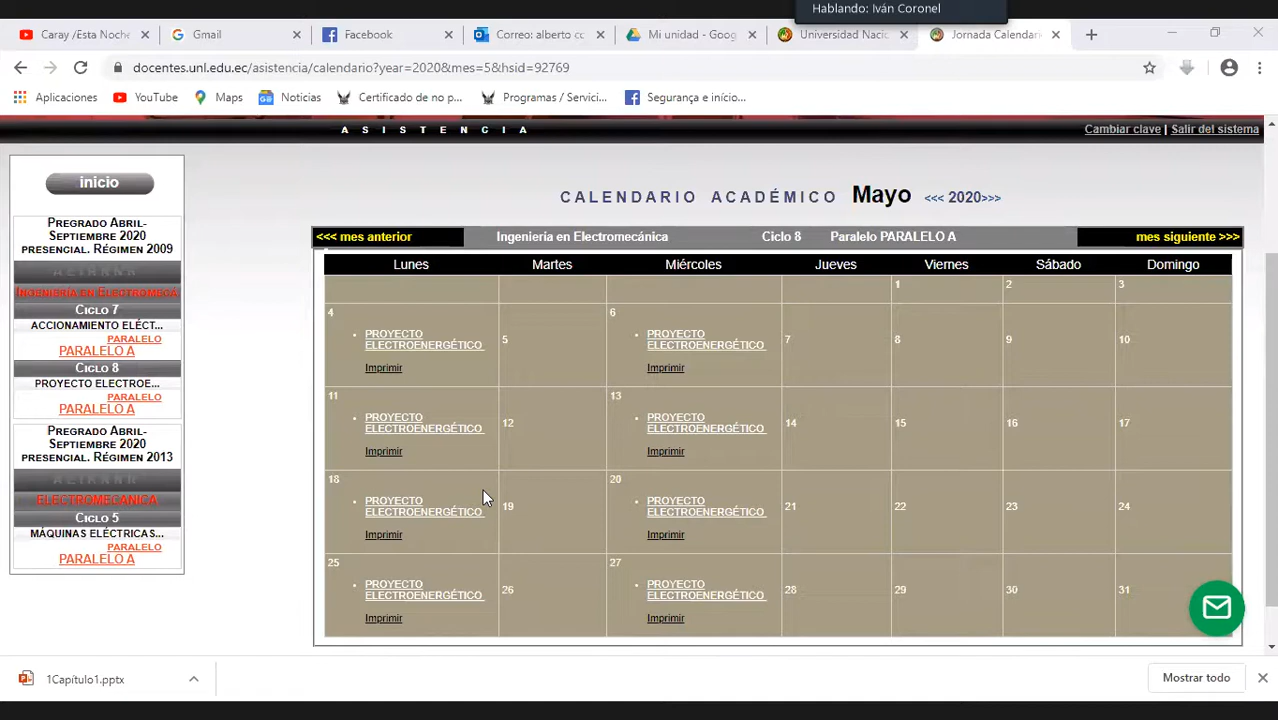 Hablando: Iván Coronel
Caray /Esta Noche
Gmail
Facebook
Correo: alberto co
Mi unidad - Goog
Universidad Nacio
Jornada Calendari
docentes.unl.edu.ec/asistencia/calendario?year=2020&mes=5&hsid=92769
Aplicaciones
YouTube
Maps
Noticias
Certificado de no p...
Programas / Servici...
Segurança e início...
ASISTENCIA
Cambiar clave | Salir del sistema
inicio
PREGRADO ABRIL-
SEPTIEMBRE 2020
PRESENCIAL. RÉGIMEN 2009
INGENIERÍA EN ELECTROMECÁ
CICLO 7
ACCIONAMIENTO ELÉCT...
PARALELO
PARALELO A
CICLO 8
PROYECTO ELECTROE...
PARALELO
PARALELO A
PREGRADO ABRIL-
SEPTIEMBRE 2020
PRESENCIAL. RÉGIMEN 2013
ELECTROMECANICA
CICLO 5
MÁQUINAS ELÉCTRICAS...
PARALELO
PARALELO A
CALENDARIO ACADÉMICO Mayo <<< 2020>>>
<<< mes anterior Ingeniería en Electromecánica Ciclo 8 Paralelo PARALELO A mes siguiente >>>
Lunes Martes Miércoles Jueves Viernes Sábado Domingo
1 2 3
4
PROYECTO
ELECTROENERGÉTICO
Imprimir
5
6
PROYECTO
ELECTROENERGÉTICO
Imprimir
7 8 9 10
11
PROYECTO
ELECTROENERGÉTICO
Imprimir
12
13
PROYECTO
ELECTROENERGÉTICO
Imprimir
14 15 16 17
18
PROYECTO
ELECTROENERGÉTICO
Imprimir
19
20
PROYECTO
ELECTROENERGÉTICO
Imprimir
21 22 23 24
25
PROYECTO
ELECTROENERGÉTICO
Imprimir
26
27
PROYECTO
ELECTROENERGÉTICO
Imprimir
28 29 30 31
1Capítulo1.pptx
Mostrar todo